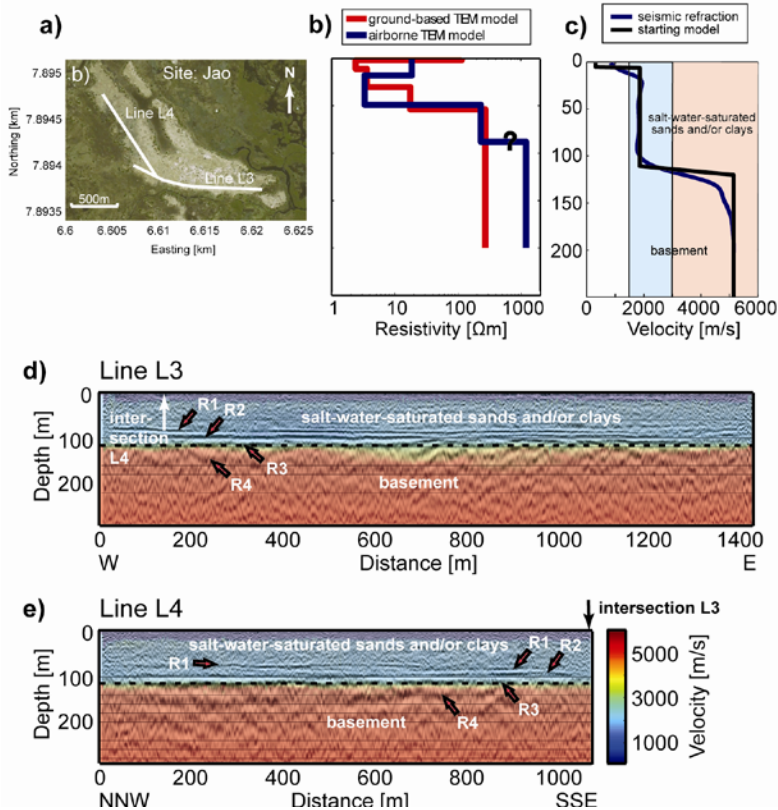 a)
b)
Site: Jao
N
Line L4
Line L3
500m
7.895
7.8945
7.894
7.8935
Northing [km]
6.6 6.605 6.61 6.615 6.62 6.625
Easting [km]
b)
ground-based TEM model
airborne TEM model
?
1 10 100 1000
Resistivity [Ωm]
c)
seismic refraction
starting model
0
50
100
150
200
salt-water-saturated
sands and/or clays
basement
0 2000 4000 6000
Velocity [m/s]
d) Line L3
0
100
200
Depth [m]
inter-
section
L4
R1
R2
salt-water-saturated sands and/or clays
R3
R4
basement
0 200 400 600 800 1000 1200 1400
W Distance [m] E
e) Line L4
intersection L3
0
100
200
Depth [m]
salt-water-saturated sands and/or clays
R1
R1
R2
R3
R4
basement
0 200 400 600 800 1000
NNW Distance [m] SSE
5000
3000
1000
Velocity [m/s]